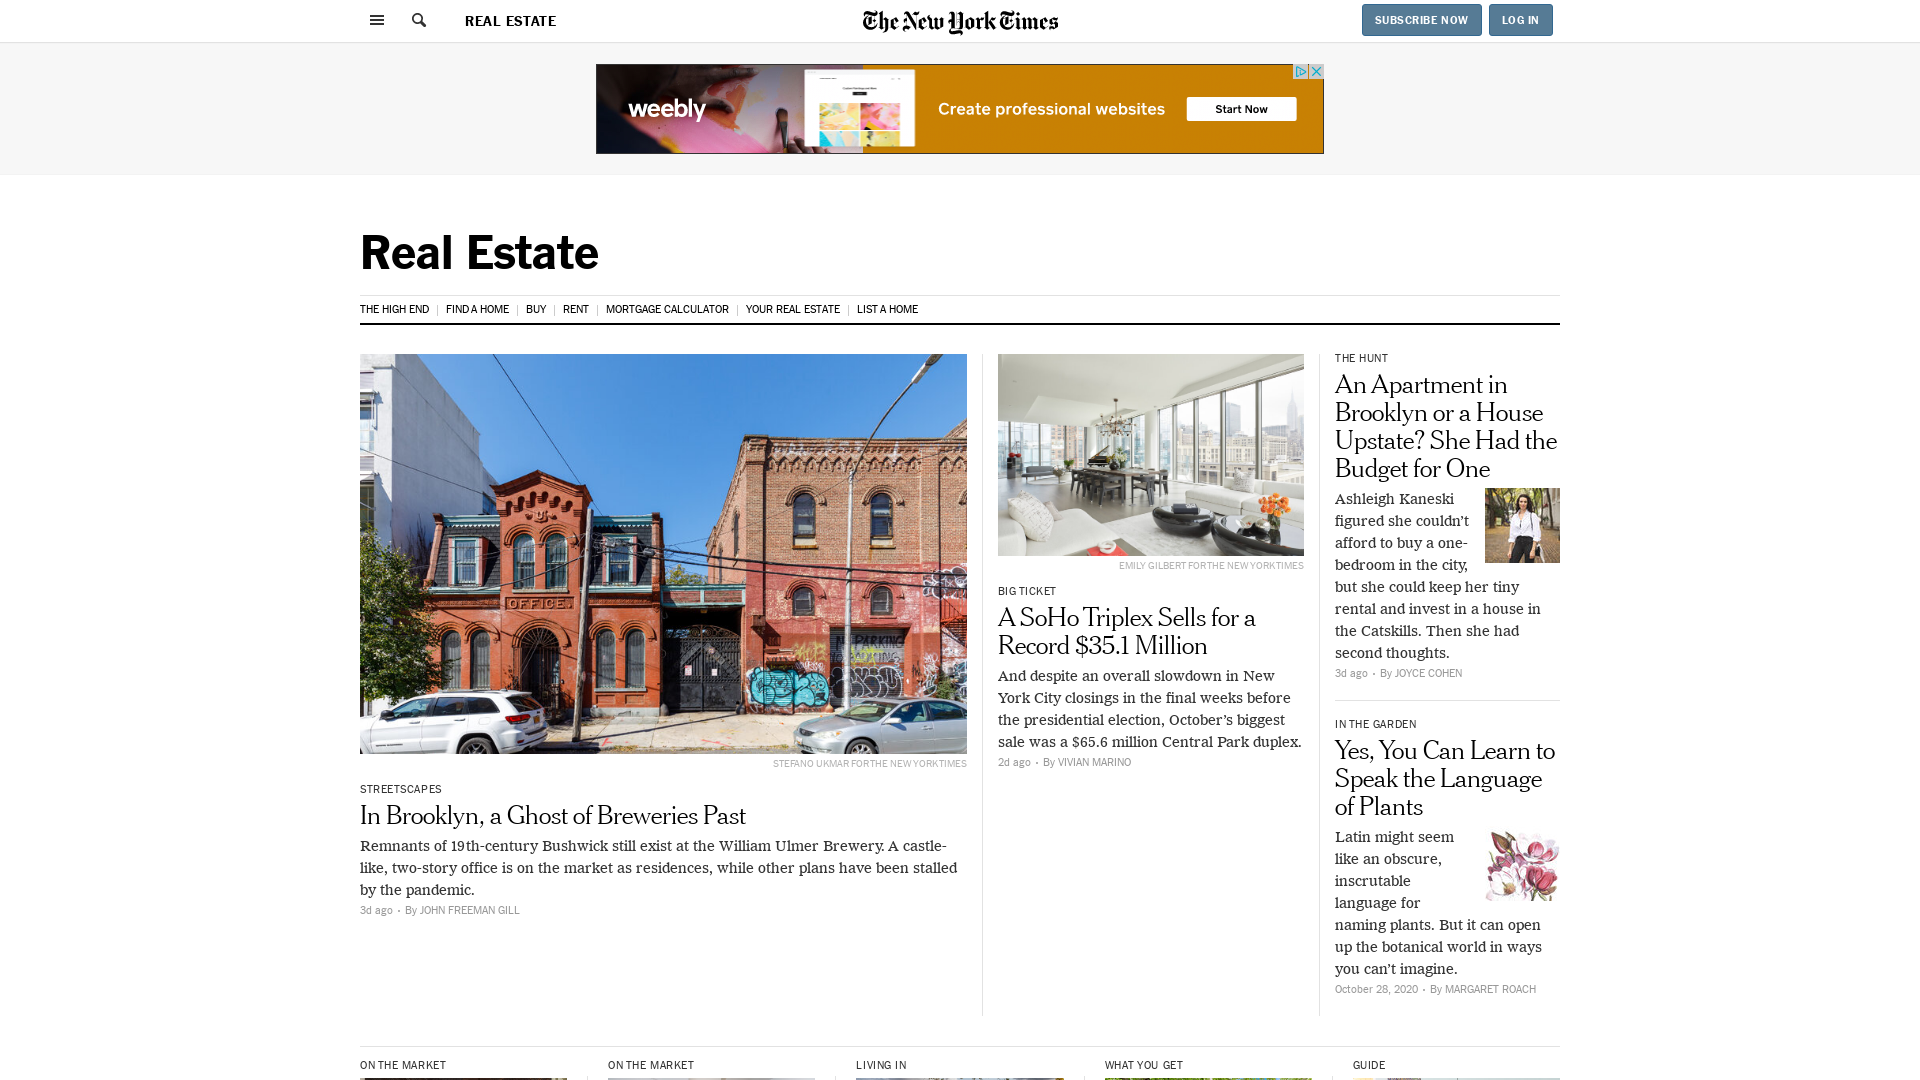 REAL ESTATE
The New York Times
SUBSCRIBE NOW
LOG IN
weebly
Create professional websites
Start Now
Real Estate
THE HIGH END
FIND A HOME
BUY
RENT
MORTGAGE CALCULATOR
YOUR REAL ESTATE
LIST A HOME
OFFICE.
NO PARKING
STEFANO UKMAR FOR THE NEW YORK TIMES
STREETSCAPES
In Brooklyn, a Ghost of Breweries Past
Remnants of 19th-century Bushwick still exist at the William Ulmer Brewery. A castle-
like, two-story office is on the market as residences, while other plans have been stalled
by the pandemic.
3d ago • By JOHN FREEMAN GILL
EMILY GILBERT FOR THE NEW YORK TIMES
BIG TICKET
A SoHo Triplex Sells for a
Record $35.1 Million
And despite an overall slowdown in New
York City closings in the final weeks before
the presidential election, October’s biggest
sale was a $65.6 million Central Park duplex.
2d ago • By VIVIAN MARINO
THE HUNT
An Apartment in
Brooklyn or a House
Upstate? She Had the
Budget for One
Ashleigh Kaneski
figured she couldn’t
afford to buy a one-
bedroom in the city,
but she could keep her tiny
rental and invest in a house in
the Catskills. Then she had
second thoughts.
3d ago • By JOYCE COHEN
IN THE GARDEN
Yes, You Can Learn to
Speak the Language
of Plants
Latin might seem
like an obscure,
inscrutable
language for
naming plants. But it can open
up the botanical world in ways
you can’t imagine.
October 28, 2020 • By MARGARET ROACH
ON THE MARKET
ON THE MARKET
LIVING IN
WHAT YOU GET
GUIDE